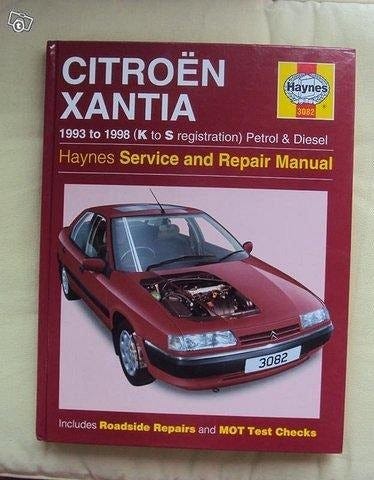 CITROËN
XANTIA
Haynes
3082
1993 to 1998 (K to S registration) Petrol & Diesel
Haynes Service and Repair Manual
3082
Includes Roadside Repairs and MOT Test Checks